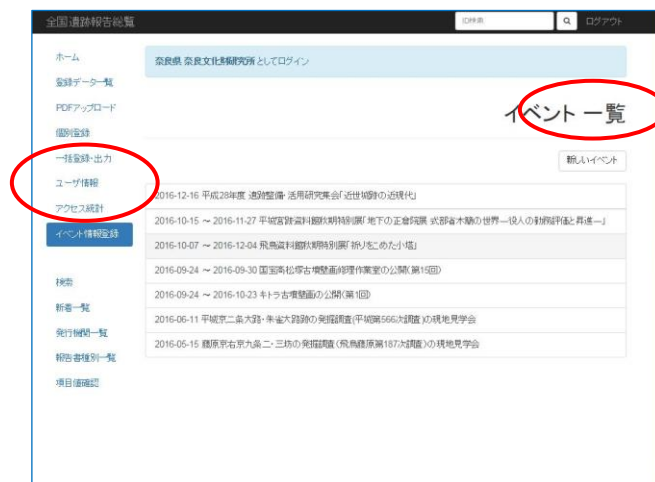 全国遺跡報告総覧
ID検索
ログアウト
ホーム
登録データ一覧
PDFアップロード
個別登録
一括登録・出力
ユーザ情報
アクセス統計
イベント情報登録
検索
新着一覧
発行機関一覧
報告書種別一覧
項目値確認
奈良県 奈良文化財研究所 としてログイン
イベント 一覧
新しいイベント
2016-12-16 平成28年度 遺跡整備・活用研究集会「近世城跡の近現代」
2016-10-15 ～ 2016-11-27 平城宮跡資料館秋期特別展「地下の正倉院展 式部省木簡の世界―役人の勤務評価と昇進―」
2016-10-07 ～ 2016-12-04 飛鳥資料館秋期特別展「祈りをこめた小塔」
2016-09-24 ～ 2016-09-30 国宝高松塚古墳壁画修理作業室の公開(第15回)
2016-09-24 ～ 2016-10-23 キトラ古墳壁画の公開(第1回)
2016-06-11 平城京二条大路・朱雀大路跡の発掘調査(平城第566次調査)の現地見学会
2016-05-15 藤原京右京九条二・三坊の発掘調査(飛鳥藤原第187次調査)の現地見学会